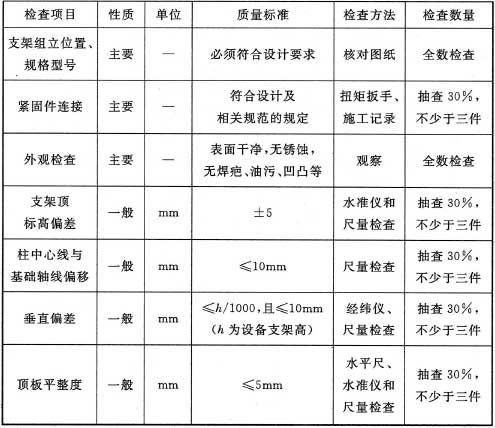 检查项目 性质 单位 质量标准 检查方法 检查数量
支架组立位置、
规格型号 主要 — 必须符合设计要求 核对图纸 全数检查
紧固件连接 主要 — 符合设计及
相关规范的规定 扭矩扳手、
施工记录 抽查30%,
不少于三件
外观检查 主要 — 表面干净,无锈蚀,
无焊疤、油污、凹凸等 观察 全数检查
支架顶
标高偏差 一般 mm ±5 水准仪和
尺量检查 抽查30%,
不少于三件
柱中心线与
基础轴线偏移 一般 mm ≤10mm 尺量检查 抽查30%,
不少于三件
垂直偏差 一般 mm ≤h/1000,且≤10mm
(h为设备支架高) 经纬仪、
尺量检查 抽查30%,
不少于三件
顶板平整度 一般 mm ≤5mm 水平尺、
水准仪和
尺量检查 抽查30%,
不少于三件